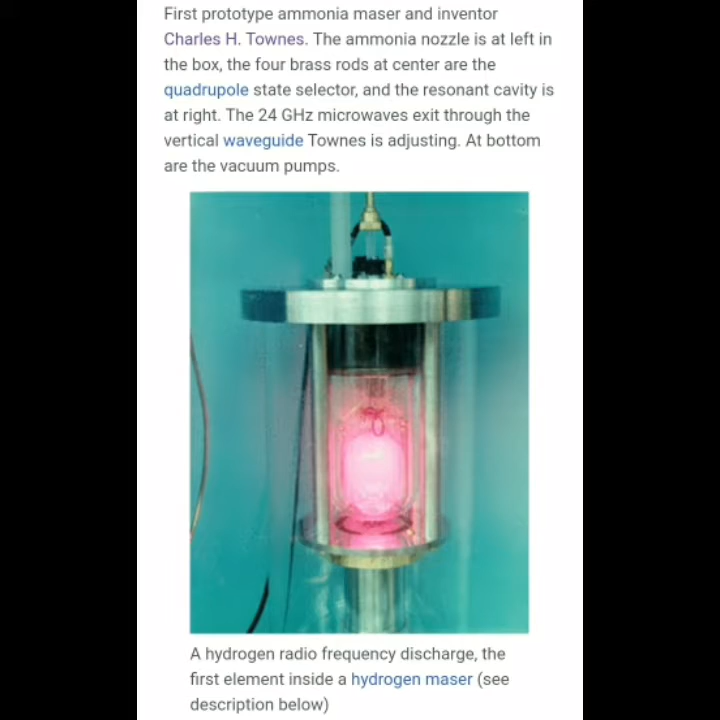 First prototype ammonia maser and inventor
Charles H. Townes. The ammonia nozzle is at left in
the box, the four brass rods at center are the
quadrupole state selector, and the resonant cavity is
at right. The 24 GHz microwaves exit through the
vertical waveguide Townes is adjusting. At bottom
are the vacuum pumps.
A hydrogen radio frequency discharge, the
first element inside a hydrogen maser (see
description below)